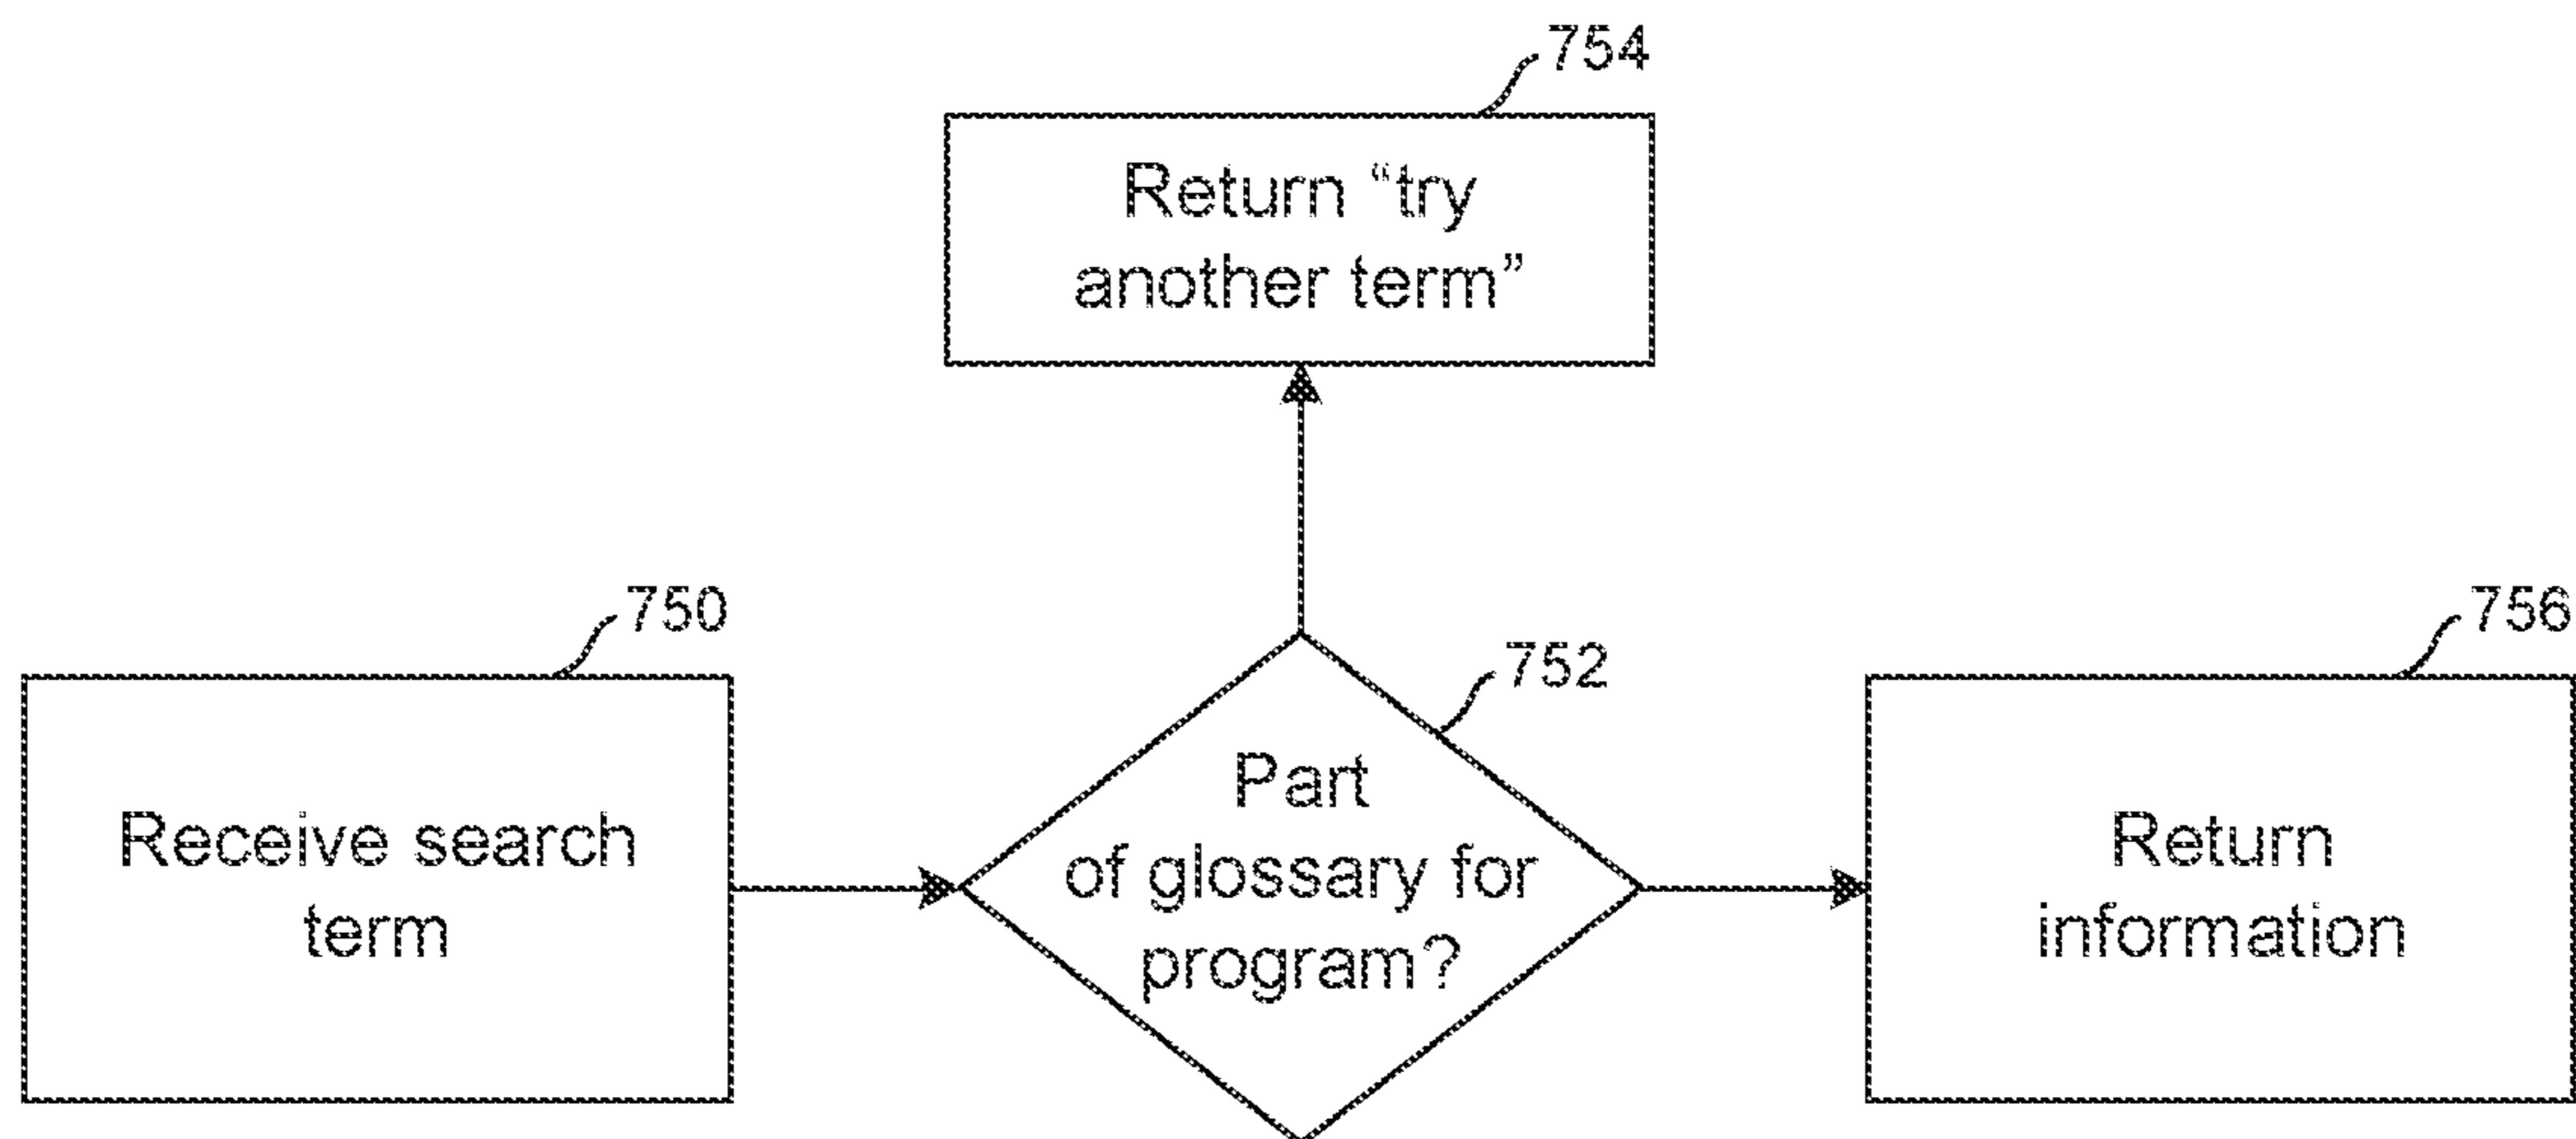 754
Return “try
another term”
750
Receive search
term
752
Part
of glossary for
program?
756
Return
information